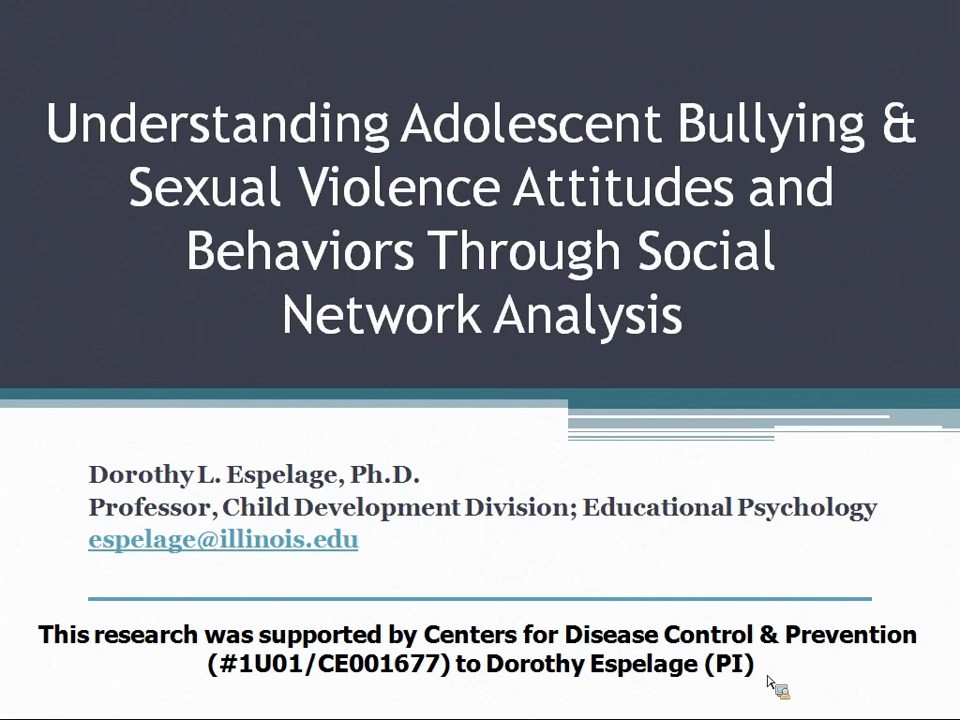 Understanding Adolescent Bullying &
Sexual Violence Attitudes and
Behaviors Through Social
Network Analysis
Dorothy L. Espelage, Ph.D.
Professor, Child Development Division; Educational Psychology
espelage@illinois.edu
This research was supported by Centers for Disease Control & Prevention
(#1U01/CE001677) to Dorothy Espelage (PI)